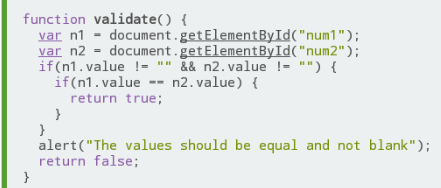 function validate() {
  var n1 = document.getElementById("num1");
  var n2 = document.getElementById("num2");
  if(n1.value != "" && n2.value != "") {
    if(n1.value == n2.value) {
      return true;
    }
  }
  alert("The values should be equal and not blank");
  return false;
}